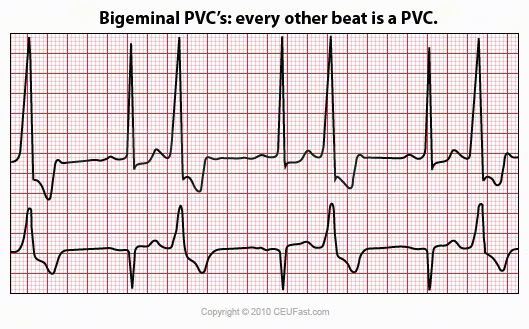 Bigeminal PVC's: every other beat is a PVC.
Copyright © 2010 CEUFast.com